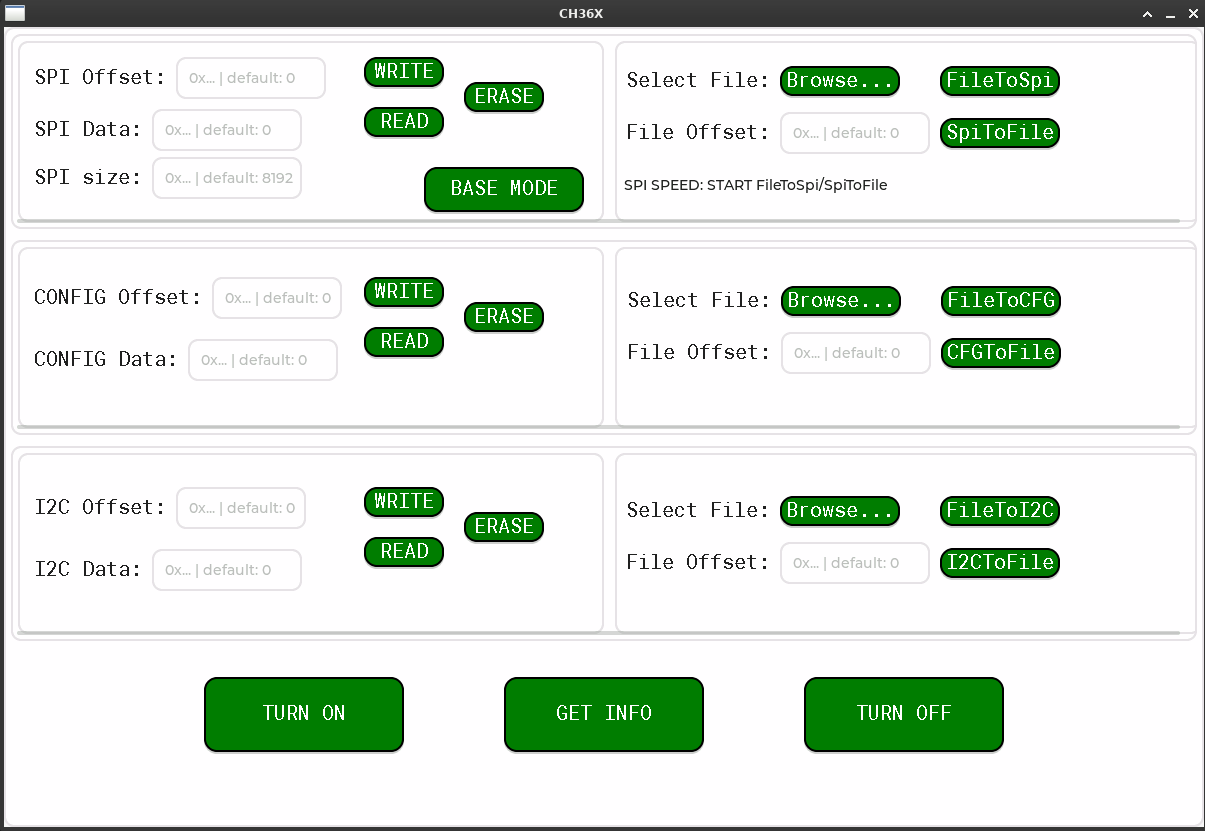 CH36X
SPI Offset: 0x... | default: 0 WRITE
ERASE
SPI Data: 0x... | default: 0 READ
SPI size: 0x... | default: 8192 BASE MODE
Select File: Browse... FileToSpi
File Offset: 0x... | default: 0 SpiToFile
SPI SPEED: START FileToSpi/SpiToFile
CONFIG Offset: 0x... | default: 0 WRITE
ERASE
CONFIG Data: 0x... | default: 0 READ
Select File: Browse... FileToCFG
File Offset: 0x... | default: 0 CFGToFile
I2C Offset: 0x... | default: 0 WRITE
ERASE
I2C Data: 0x... | default: 0 READ
Select File: Browse... FileToI2C
File Offset: 0x... | default: 0 I2CToFile
TURN ON GET INFO TURN OFF